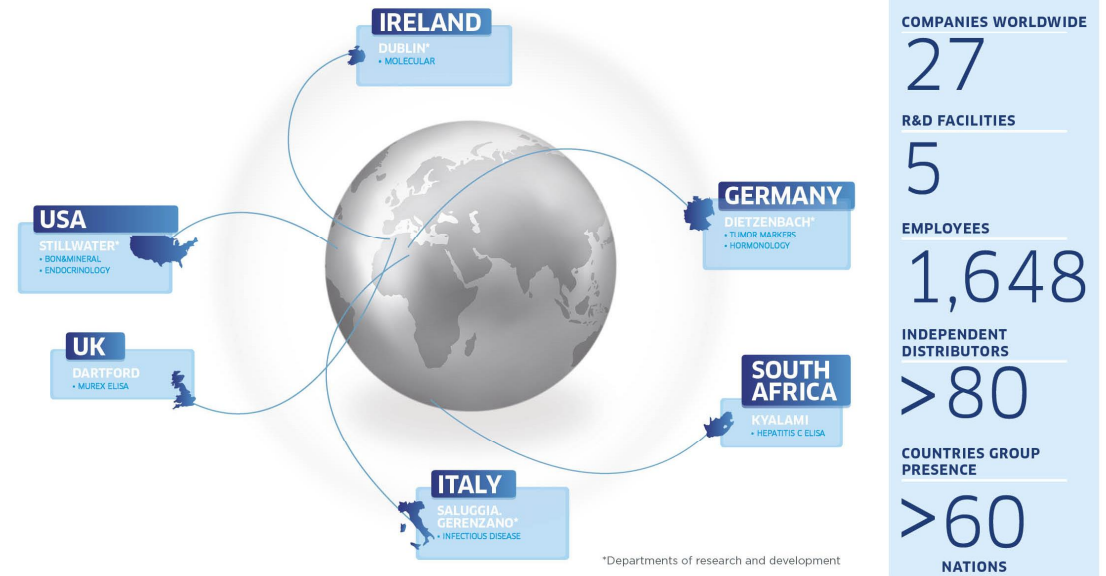 IRELAND
DUBLIN*
• MOLECULAR
USA
STILLWATER*
• BON&MINERAL
• ENDOCRINOLOGY
GERMANY
DIETZENBACH*
• TUMOR MARKERS
• HORMONOLOGY
UK
DARTFORD
• MUREX ELISA
SOUTH
AFRICA
KYALAMI
• HEPATITIS C ELISA
ITALY
SALUGGIA,
GERENZANO*
• INFECTIOUS DISEASE
*Departments of research and development
COMPANIES WORLDWIDE
27
R&D FACILITIES
5
EMPLOYEES
1,648
INDEPENDENT
DISTRIBUTORS
>80
COUNTRIES GROUP
PRESENCE
>60
NATIONS